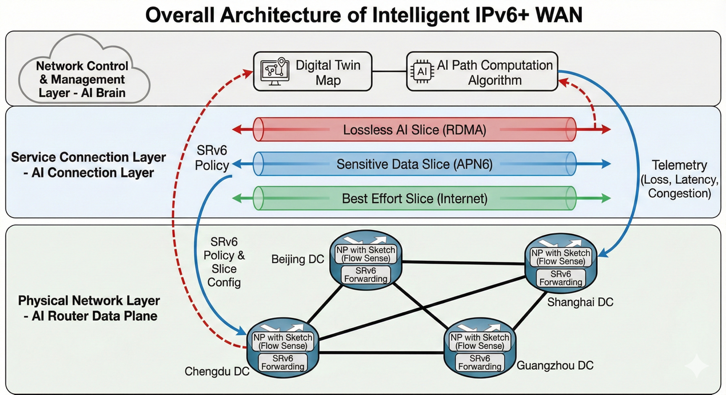 Overall Architecture of Intelligent IPv6+ WAN
Network Control
& Management
Layer - AI Brain
Digital Twin
Map
AI
AI Path Computation
Algorithm
Service Connection Layer
- AI Connection Layer
SRv6
Policy
Lossless AI Slice (RDMA)
Sensitive Data Slice (APN6)
Best Effort Slice (Internet)
Telemetry
(Loss, Latency,
Congestion)
SRv6
Policy &
Slice
Config
Physical Network Layer
- AI Router Data Plane
Beijing DC
NP with Sketch
(Flow Sense)
SRv6
Forwarding
NP with Sketch
(Flow Sense)
SRv6
Forwarding
Shanghai DC
Chengdu DC
NP with Sketch
(Flow Sense)
SRv6
Forwarding
NP with Sketch
(Flow Sense)
SRv6
Forwarding
Guangzhou DC